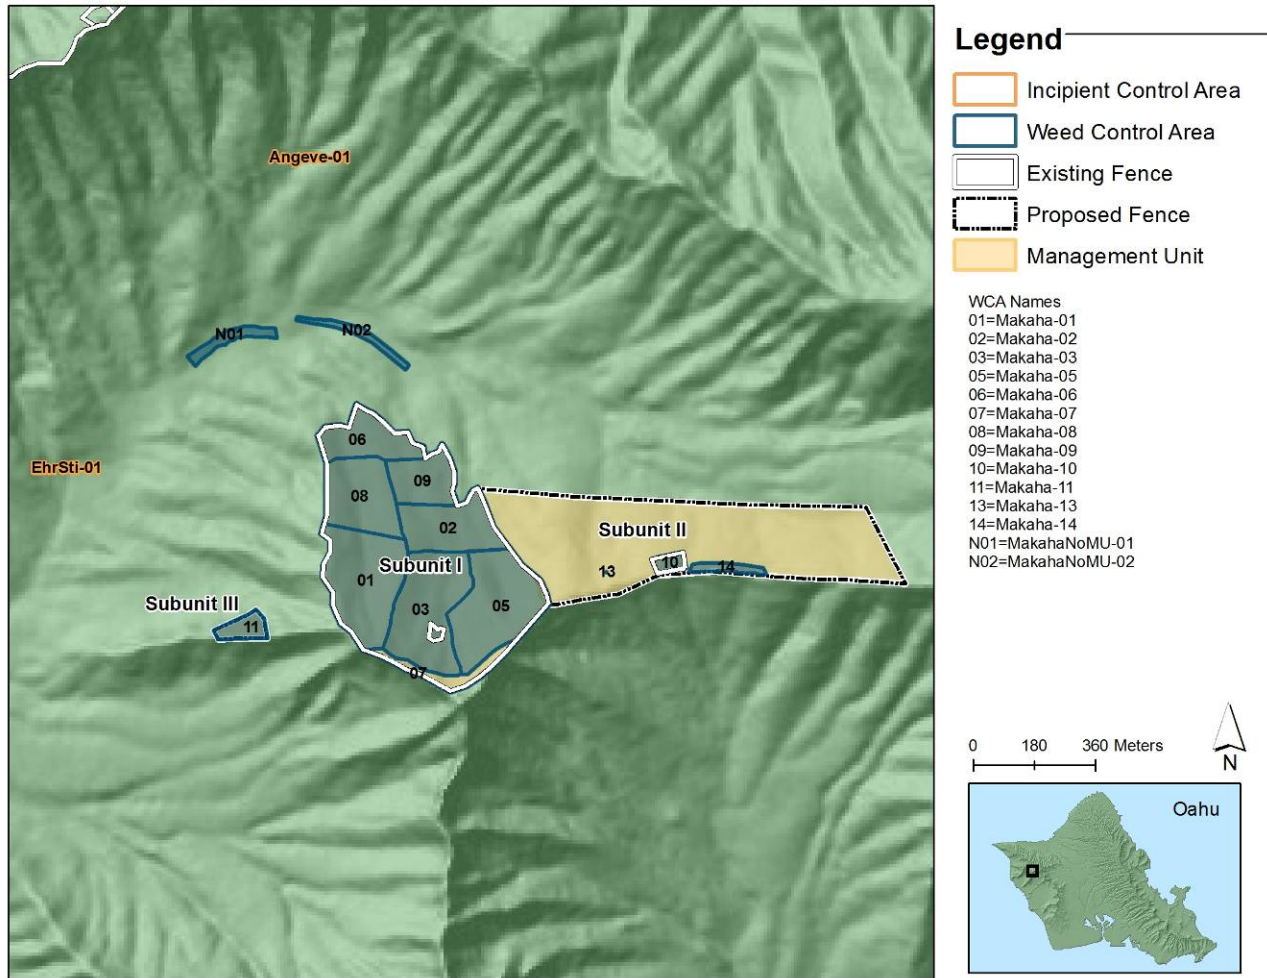 Angeve-01
N01
N02
EhrSti-01
06
09
08
02
Subunit II
Subunit I
10
14
13
01
03
05
Subunit III
11
07
Legend
Incipient Control Area
Weed Control Area
Existing Fence
Proposed Fence
Management Unit
WCA Names
01=Makaha-01
02=Makaha-02
03=Makaha-03
05=Makaha-05
06=Makaha-06
07=Makaha-07
08=Makaha-08
09=Makaha-09
10=Makaha-10
11=Makaha-11
13=Makaha-13
14=Makaha-14
N01=MakahaNoMU-01
N02=MakahaNoMU-02
0 180 360 Meters
N
Oahu